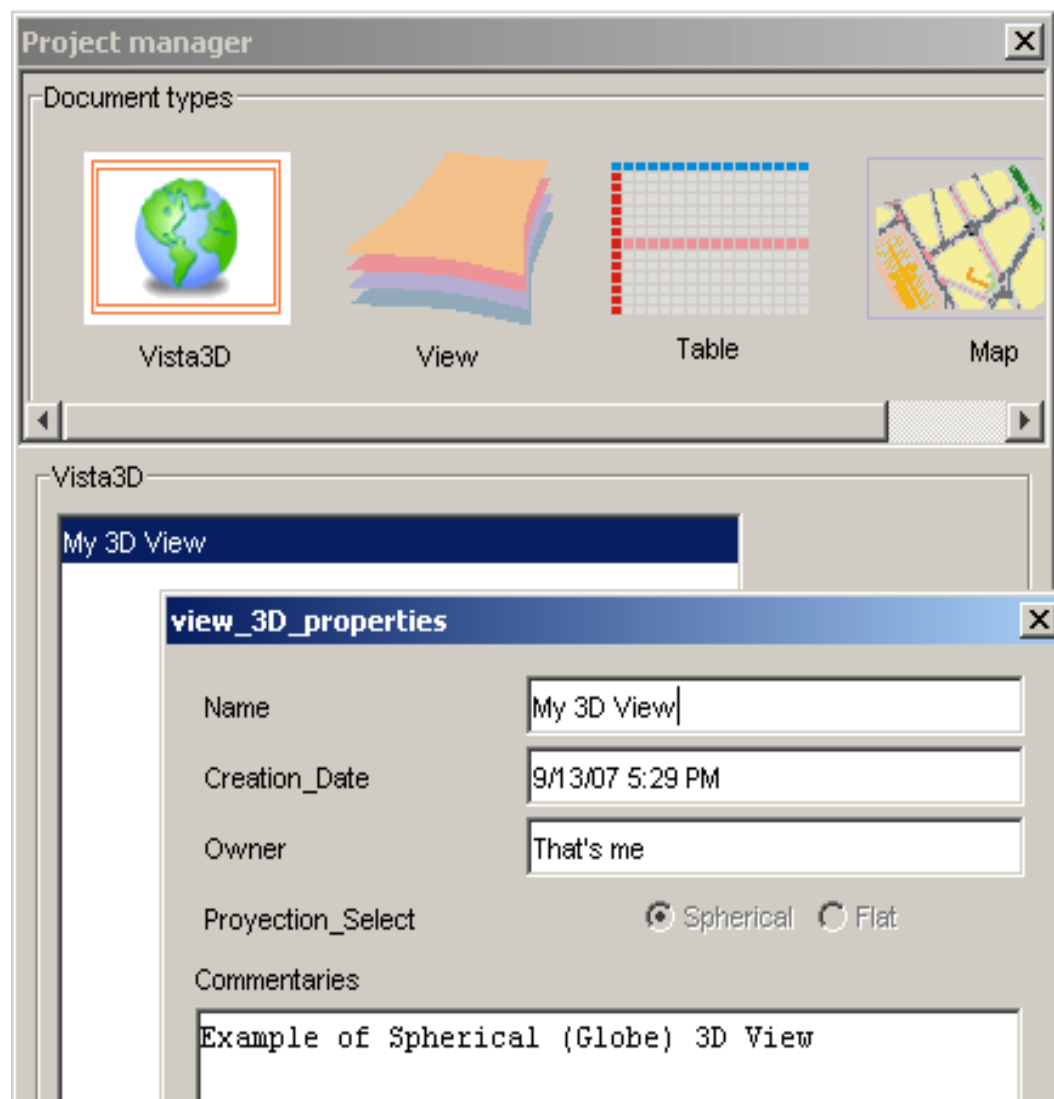 Project manager
Document types
Vista3D View Table Map
Vista3D
My 3D View
view_3D_properties
Name My 3D View
Creation_Date 9/13/07 5:29 PM
Owner That's me
Proyection_Select Spherical Flat
Commentaries
Example of Spherical (Globe) 3D View